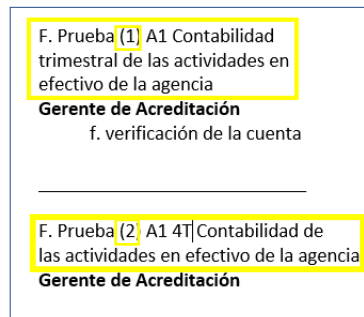 F. Prueba (1) A1 Contabilidad
trimestral de las actividades en
efectivo de la agencia
Gerente de Acreditación
f. verificación de la cuenta
F. Prueba (2) A1 4T Contabilidad de
las actividades en efectivo de la agencia
Gerente de Acreditación